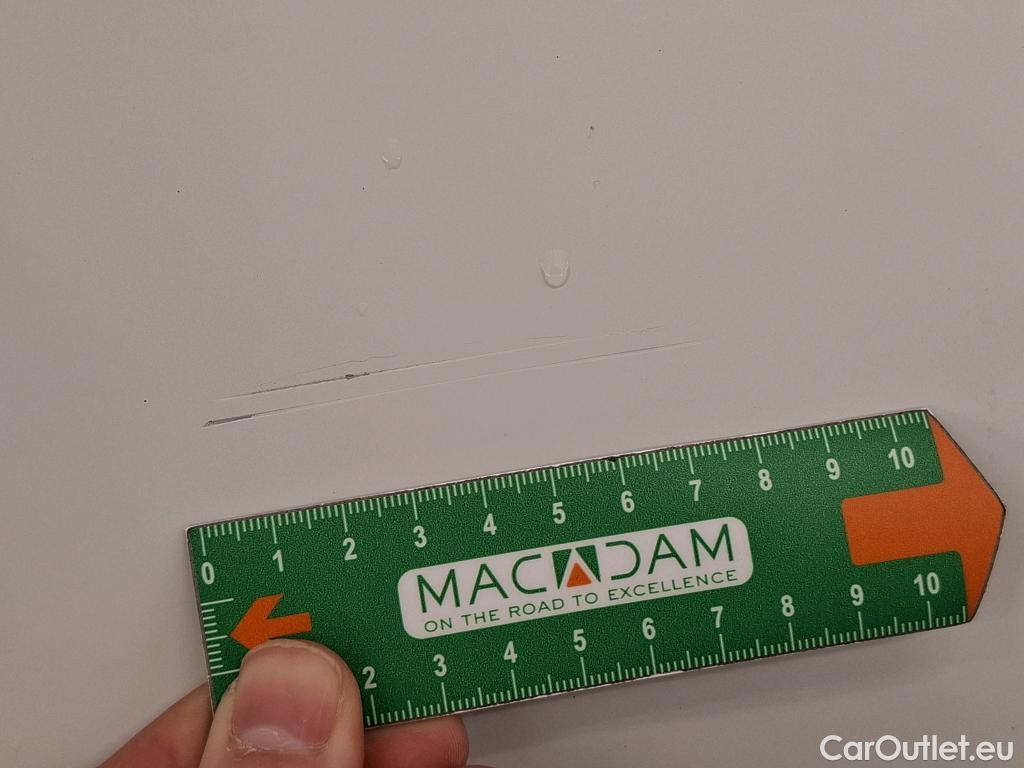 0 1 2 3 4 5 6 7 8 9 10
MACADAM
ON THE ROAD TO EXCELLENCE
2 3 4 5 6 7 8 9 10
CarOutlet.eu